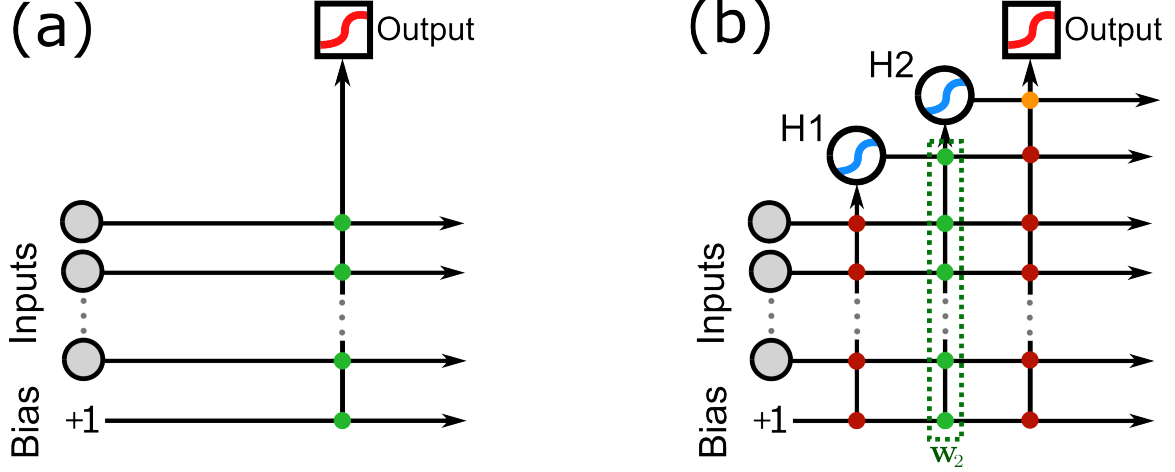 (a)
Output
Inputs
Bias
+1
(b)
Output
H2
H1
Inputs
Bias
+1
w₂